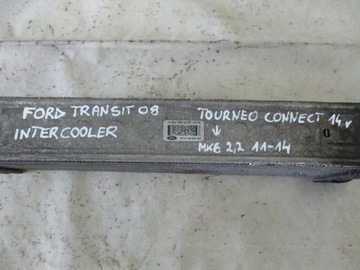 FORD TRANSIT 08
INTERCOOLER
TOURNEO CONNECT 14
↓
MK6 2,2 11-14